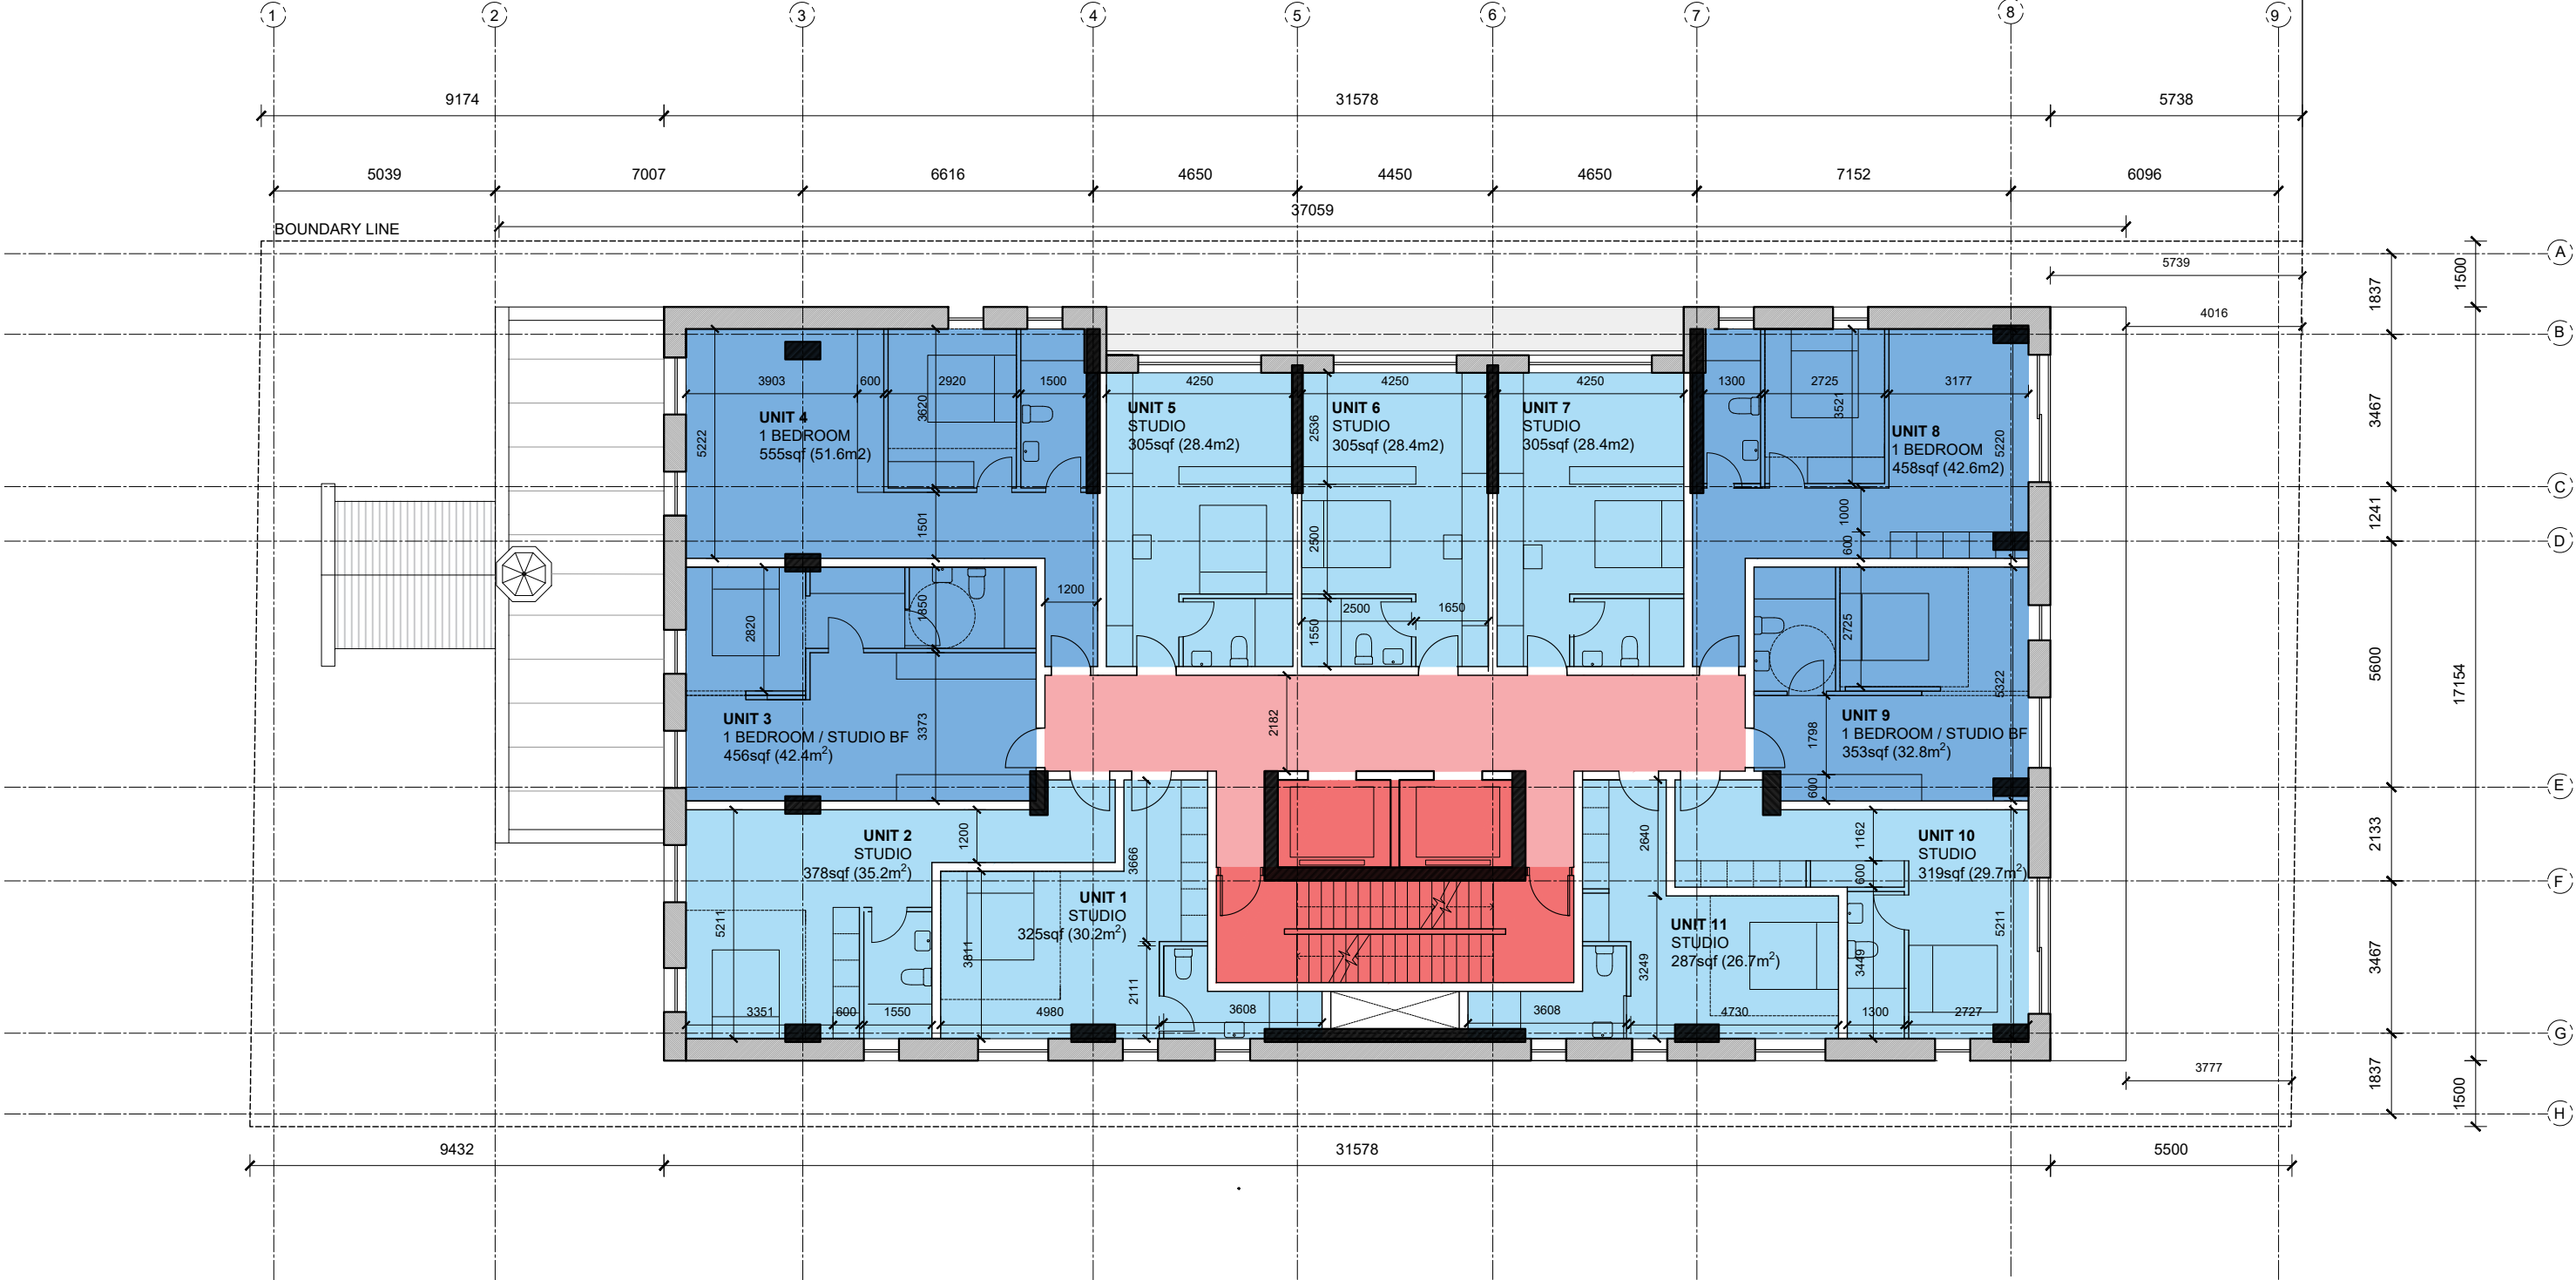 1 2 3 4 5 6 7 8 9
9174 31578 5738
5039 7007 6616 4650 4450 4650 7152 6096
37059
BOUNDARY LINE
A
5739
1500
1837
4016
B
3903 600 2920 1500 4250 4250 4250 1300 2725 3177
3620
3521
UNIT 4
1 BEDROOM
555sqf (51.6m2)
5222
1501
UNIT 5
STUDIO
305sqf (28.4m2)
UNIT 6
STUDIO
305sqf (28.4m2)
2536
UNIT 7
STUDIO
305sqf (28.4m2)
UNIT 8
1 BEDROOM
458sqf (42.6m2)
5220
3467
C
1000
1241
2500
600
D
1200
1850
2820
2500 1650
1550
2725
5322
5600
17154
UNIT 3
1 BEDROOM / STUDIO BF
456sqf (42.4m2)
3373
2182
UNIT 9
1 BEDROOM / STUDIO BF
353sqf (32.8m2)
1798
600
E
UNIT 2
STUDIO
378sqf (35.2m2)
1200
3666
2640
1162
600
UNIT 10
STUDIO
319sqf (29.7m2)
2133
F
UNIT 1
STUDIO
325sqf (30.2m2)
5211
3811
2111
UNIT 11
STUDIO
287sqf (26.7m2)
3249
3449
5211
3467
3351 600 1550 4980 3608 3608 4730 1300 2727
G
3777
1837
1500
H
9432 31578 5500